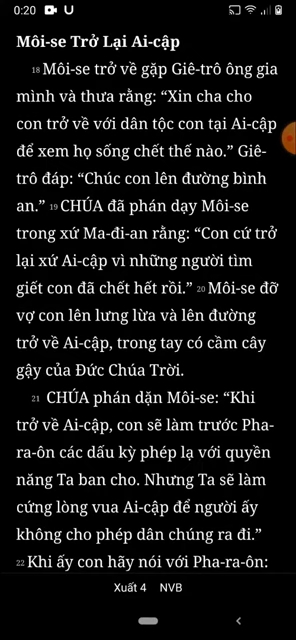 0:20
Môi-se Trở Lại Ai-cập
18 Môi-se trở về gặp Giê-trô ông gia
mình và thưa rằng: “Xin cha cho
con trở về với dân tộc con tại Ai-cập
để xem họ sống chết thế nào.” Giê-
trô đáp: “Chúc con lên đường bình
an.” 19 CHÚA đã phán dạy Môi-se
trong xứ Ma-đi-an rằng: “Con cứ trở
lại xứ Ai-cập vì những người tìm
giết con đã chết hết rồi.” 20 Môi-se đỡ
vợ con lên lưng lừa và lên đường
trở về Ai-cập, trong tay có cầm cây
gậy của Đức Chúa Trời.
21 CHÚA phán dặn Môi-se: “Khi
trở về Ai-cập, con sẽ làm trước Pha-
ra-ôn các dấu kỳ phép lạ với quyền
năng Ta ban cho. Nhưng Ta sẽ làm
cứng lòng vua Ai-cập để người ấy
không cho phép dân chúng ra đi.”
22 Khi ấy con hãy nói với Pha-ra-ôn:
Xuất 4 NVB